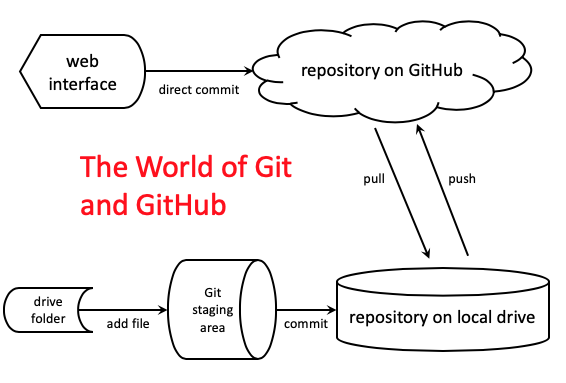 web
interface
direct commit
repository on GitHub
The World of Git
and GitHub
pull
push
drive
folder
add file
Git
staging
area
commit
repository on local drive